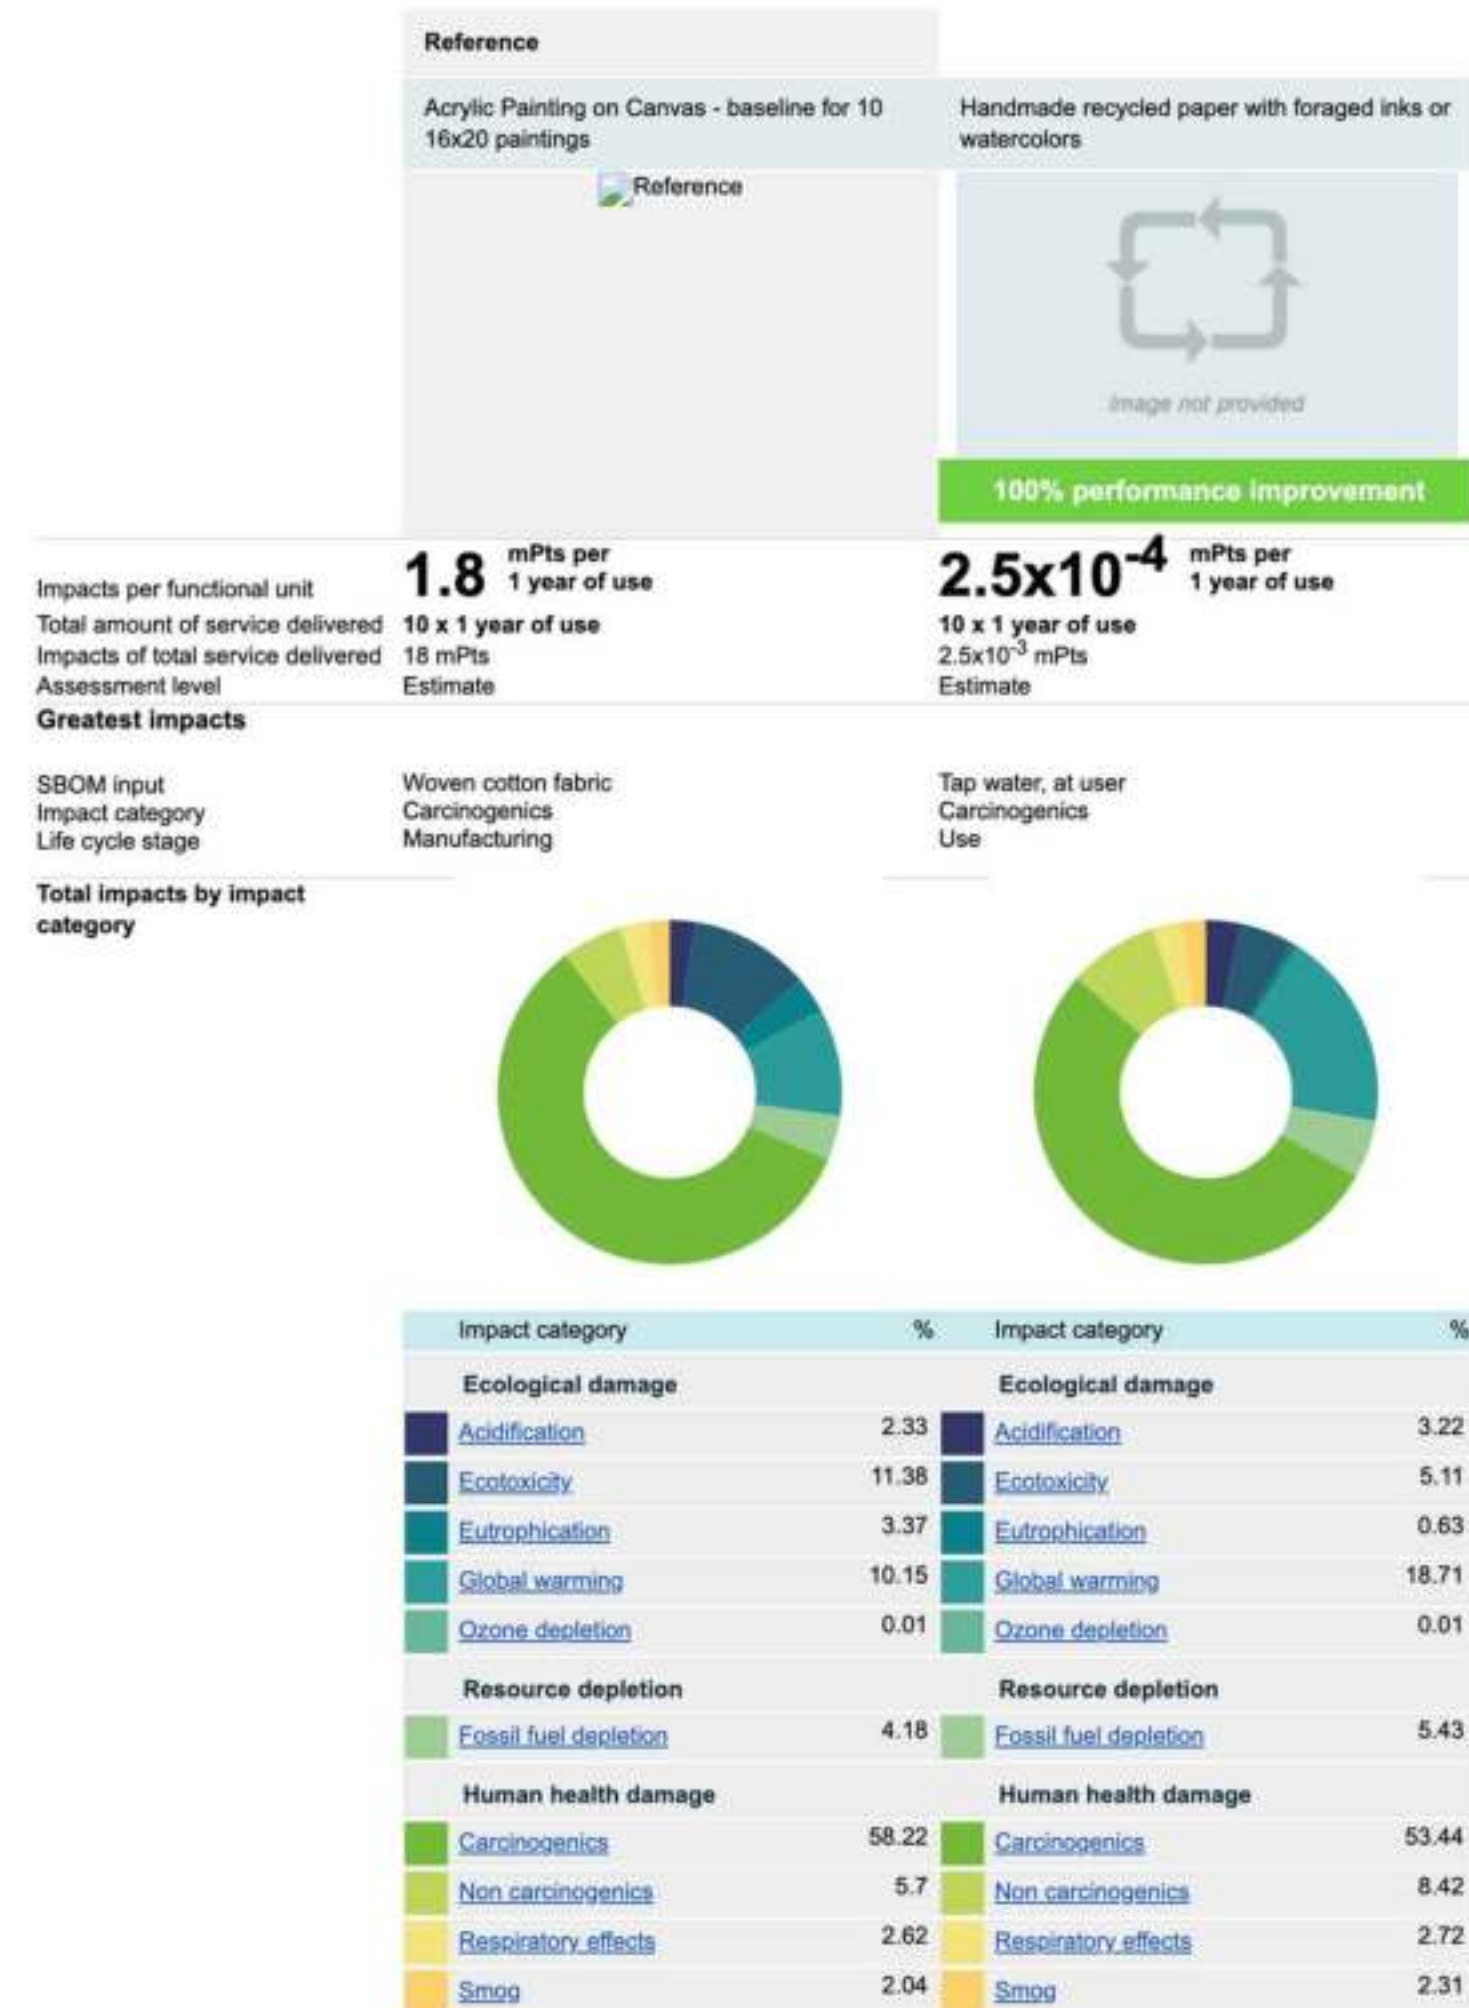 Reference
Acrylic Painting on Canvas - baseline for 10
16x20 paintings
Handmade recycled paper with foraged inks or
watercolors
Reference
Image not provided
100% performance improvement
Impacts per functional unit
1.8 mPts per
1 year of use
2.5x10⁻⁴ mPts per
1 year of use
Total amount of service delivered 10 x 1 year of use 10 x 1 year of use
Impacts of total service delivered 18 mPts 2.5x10⁻³ mPts
Assessment level Estimate Estimate
Greatest impacts
SBOM input Woven cotton fabric Tap water, at user
Impact category Carcinogenics Carcinogenics
Life cycle stage Manufacturing Use
Total impacts by impact
category
Impact category % Impact category %
Ecological damage Ecological damage
Acidification 2.33 Acidification 3.22
Ecotoxicity 11.38 Ecotoxicity 5.11
Eutrophication 3.37 Eutrophication 0.63
Global warming 10.15 Global warming 18.71
Ozone depletion 0.01 Ozone depletion 0.01
Resource depletion Resource depletion
Fossil fuel depletion 4.18 Fossil fuel depletion 5.43
Human health damage Human health damage
Carcinogenics 58.22 Carcinogenics 53.44
Non carcinogenics 5.7 Non carcinogenics 8.42
Respiratory effects 2.62 Respiratory effects 2.72
Smog 2.04 Smog 2.31